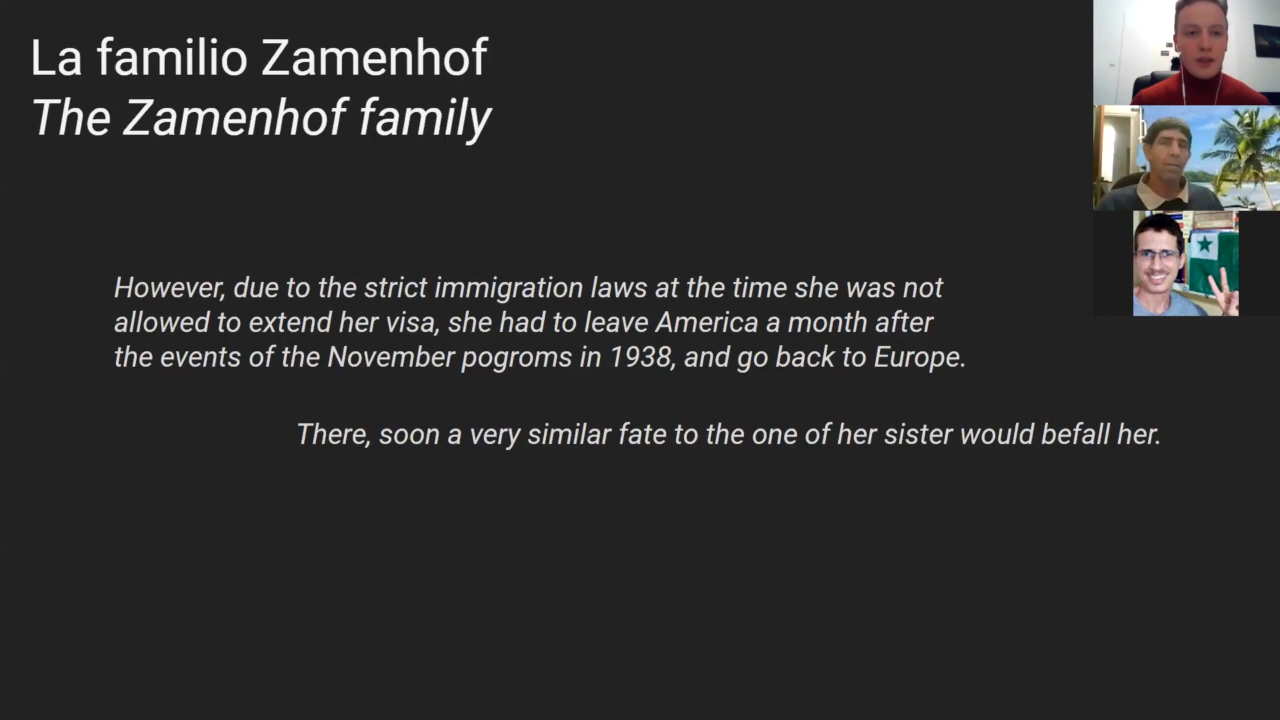 La familio Zamenhof
The Zamenhof family
However, due to the strict immigration laws at the time she was not
allowed to extend her visa, she had to leave America a month after
the events of the November pogroms in 1938, and go back to Europe.
There, soon a very similar fate to the one of her sister would befall her.